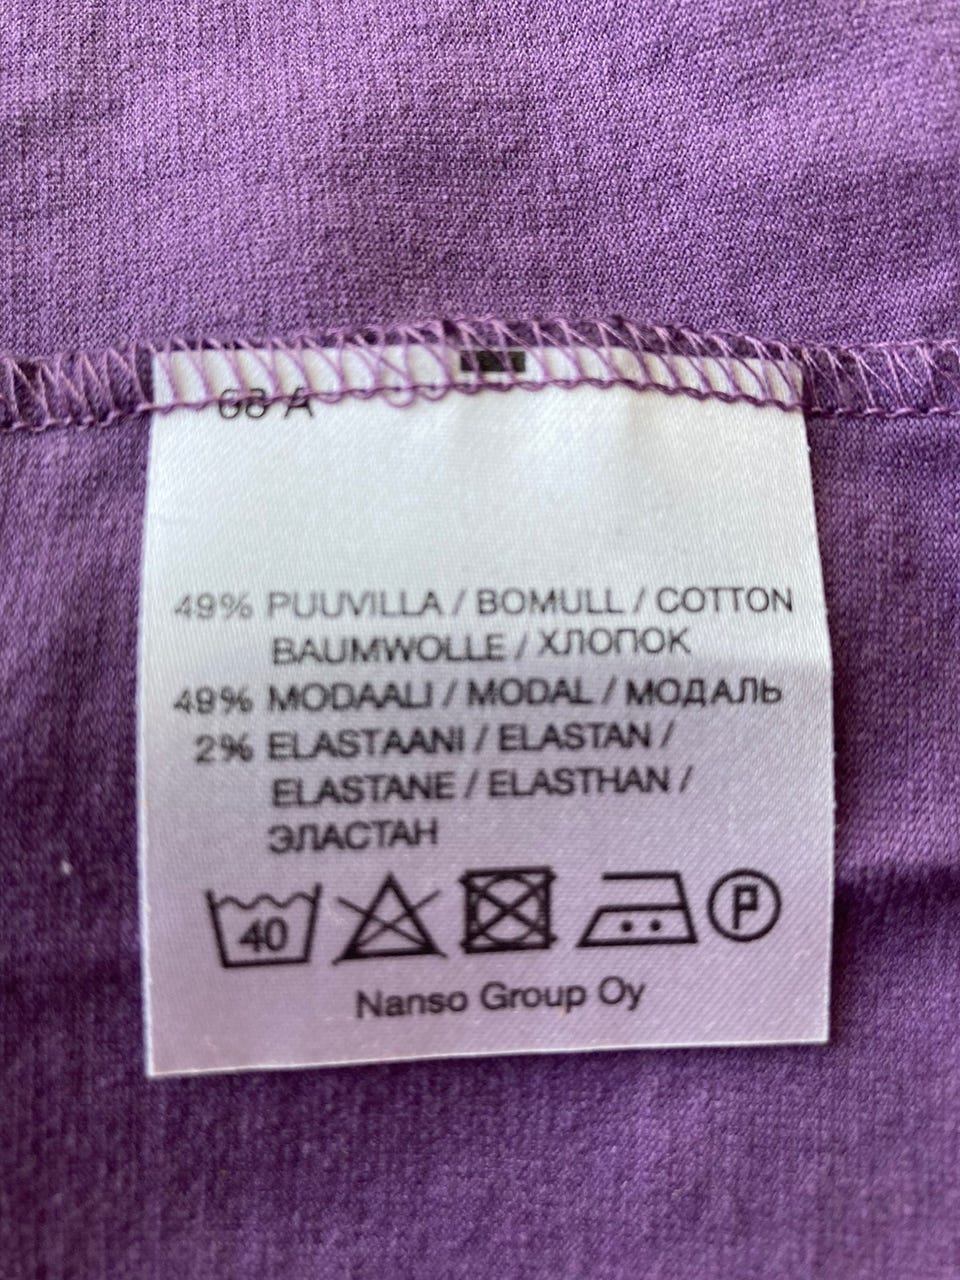 49% PUUVILLA / BOMULL / COTTON
BAUMWOLLE / ХЛОПОК
49% MODAALI / MODAL / МОДАЛЬ
2% ELASTAANI / ELASTAN /
ELASTANE / ELASTHAN /
ЭЛАСТАН
40 P
Nanso Group Oy